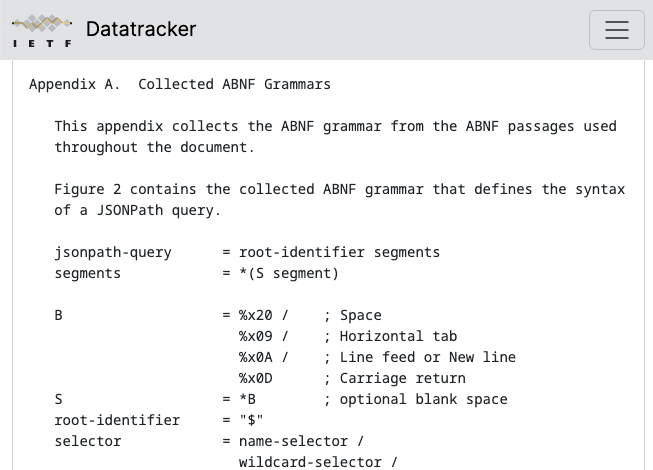 IETF Datatracker
Appendix A.  Collected ABNF Grammars
This appendix collects the ABNF grammar from the ABNF passages used
throughout the document.
Figure 2 contains the collected ABNF grammar that defines the syntax
of a JSONPath query.
jsonpath-query      = root-identifier segments
segments            = *(S segment)
B                   = %x20 /    ; Space
                      %x09 /    ; Horizontal tab
                      %x0A /    ; Line feed or New line
                      %x0D      ; Carriage return
S                   = *B        ; optional blank space
root-identifier     = "$"
selector            = name-selector /
                      wildcard-selector /